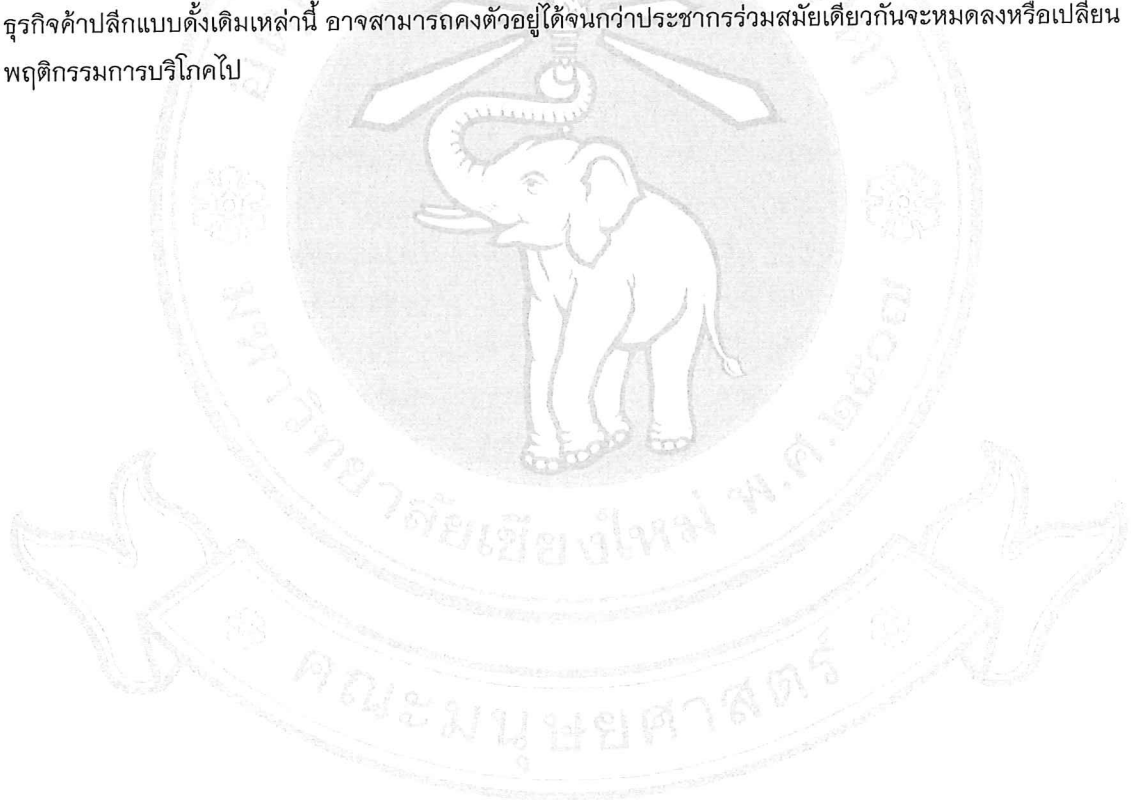 ธุรกิจค้าปลีกแบบดั้งเดิมเหล่านี้ อาจสามารถคงตัวอยู่ได้จนกว่าประชากรร่วมสมัยเดียวกันจะหมดลงหรือเปลี่ยน
พฤติกรรมการบริโภคไป
มหาวิทยาลัยเชียงใหม่ พ.ศ. ๒๕๐๗
คณะมนุษยศาสตร์